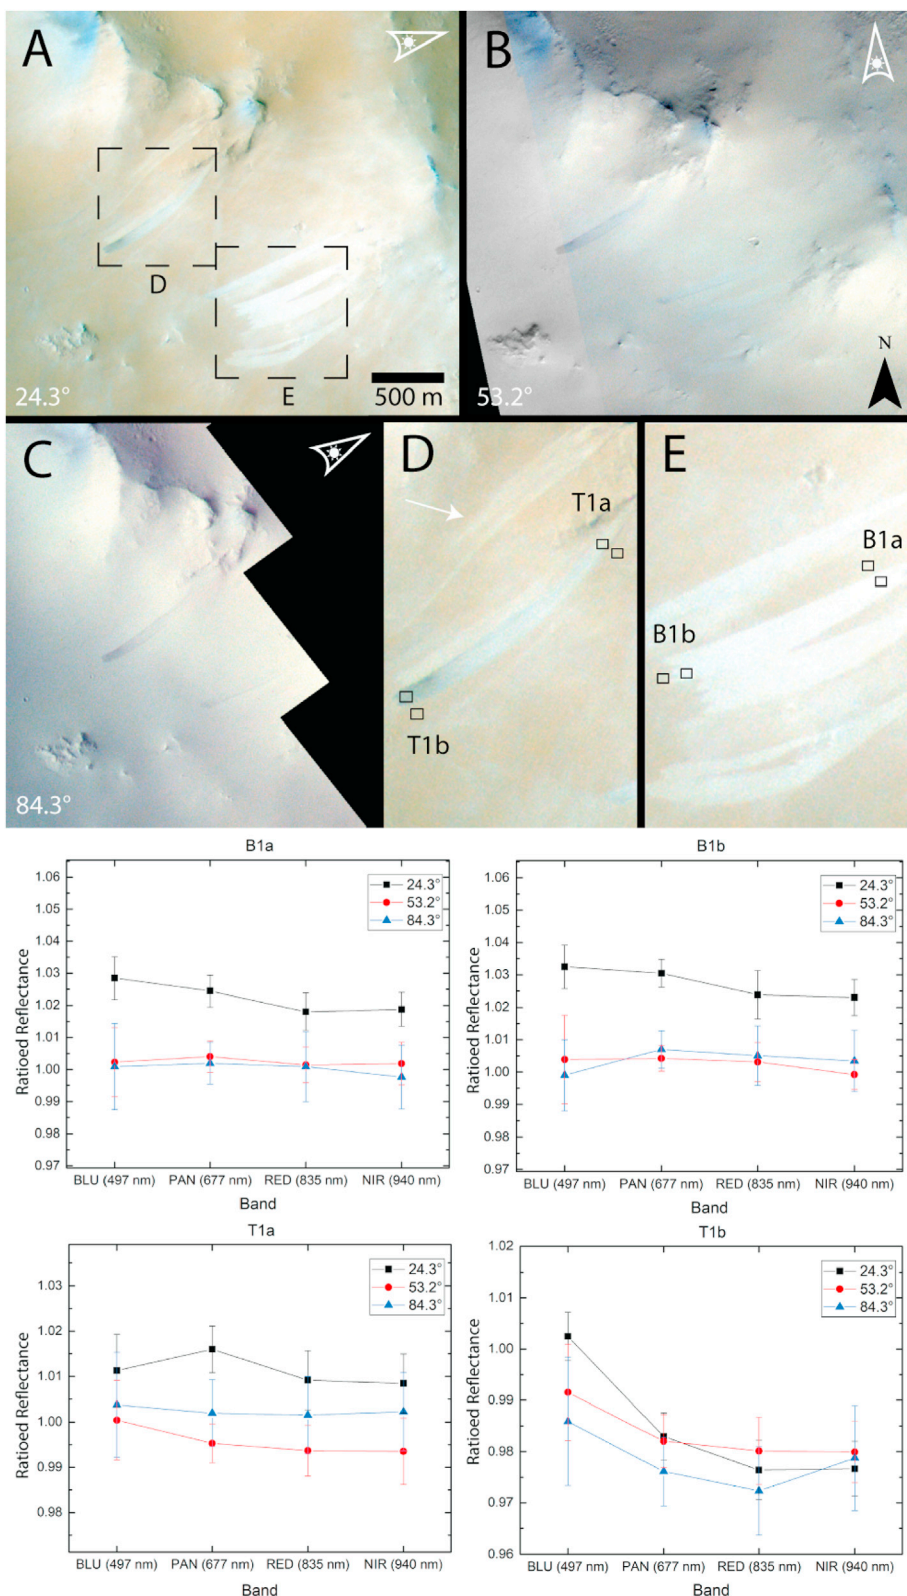 A
B
D
E
24.3°
500 m
53.2°
N
C
D
E
T1a
T1b
B1a
B1b
84.3°
B1a
1.06
1.05
1.04
1.03
1.02
1.01
1.00
0.99
0.98
0.97
Ratioed Reflectance
24.3°
53.2°
84.3°
BLU (497 nm) PAN (677 nm) RED (835 nm) NIR (940 nm)
Band
B1b
1.06
1.05
1.04
1.03
1.02
1.01
1.00
0.99
0.98
0.97
Ratioed Reflectance
24.3°
53.2°
84.3°
BLU (497 nm) PAN (677 nm) RED (835 nm) NIR (940 nm)
Band
T1a
1.03
1.02
1.01
1.00
0.99
0.98
Ratioed Reflectance
24.3°
53.2°
84.3°
BLU (497 nm) PAN (677 nm) RED (835 nm) NIR (940 nm)
Band
T1b
1.02
1.01
1.00
0.99
0.98
0.97
0.96
Ratioed Reflectance
24.3°
53.2°
84.3°
BLU (497 nm) PAN (677 nm) RED (835 nm) NIR (940 nm)
Band